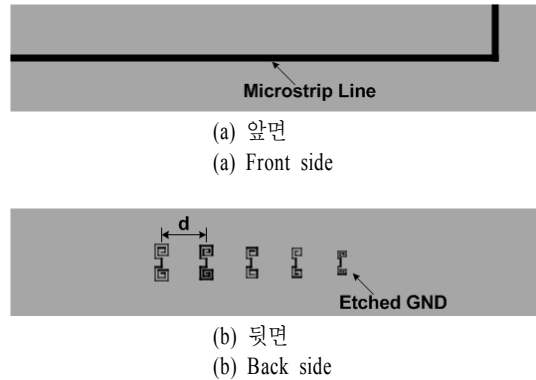 Microstrip Line
(a) 앞면
(a) Front side
d
Etched GND
(b) 뒷면
(b) Back side